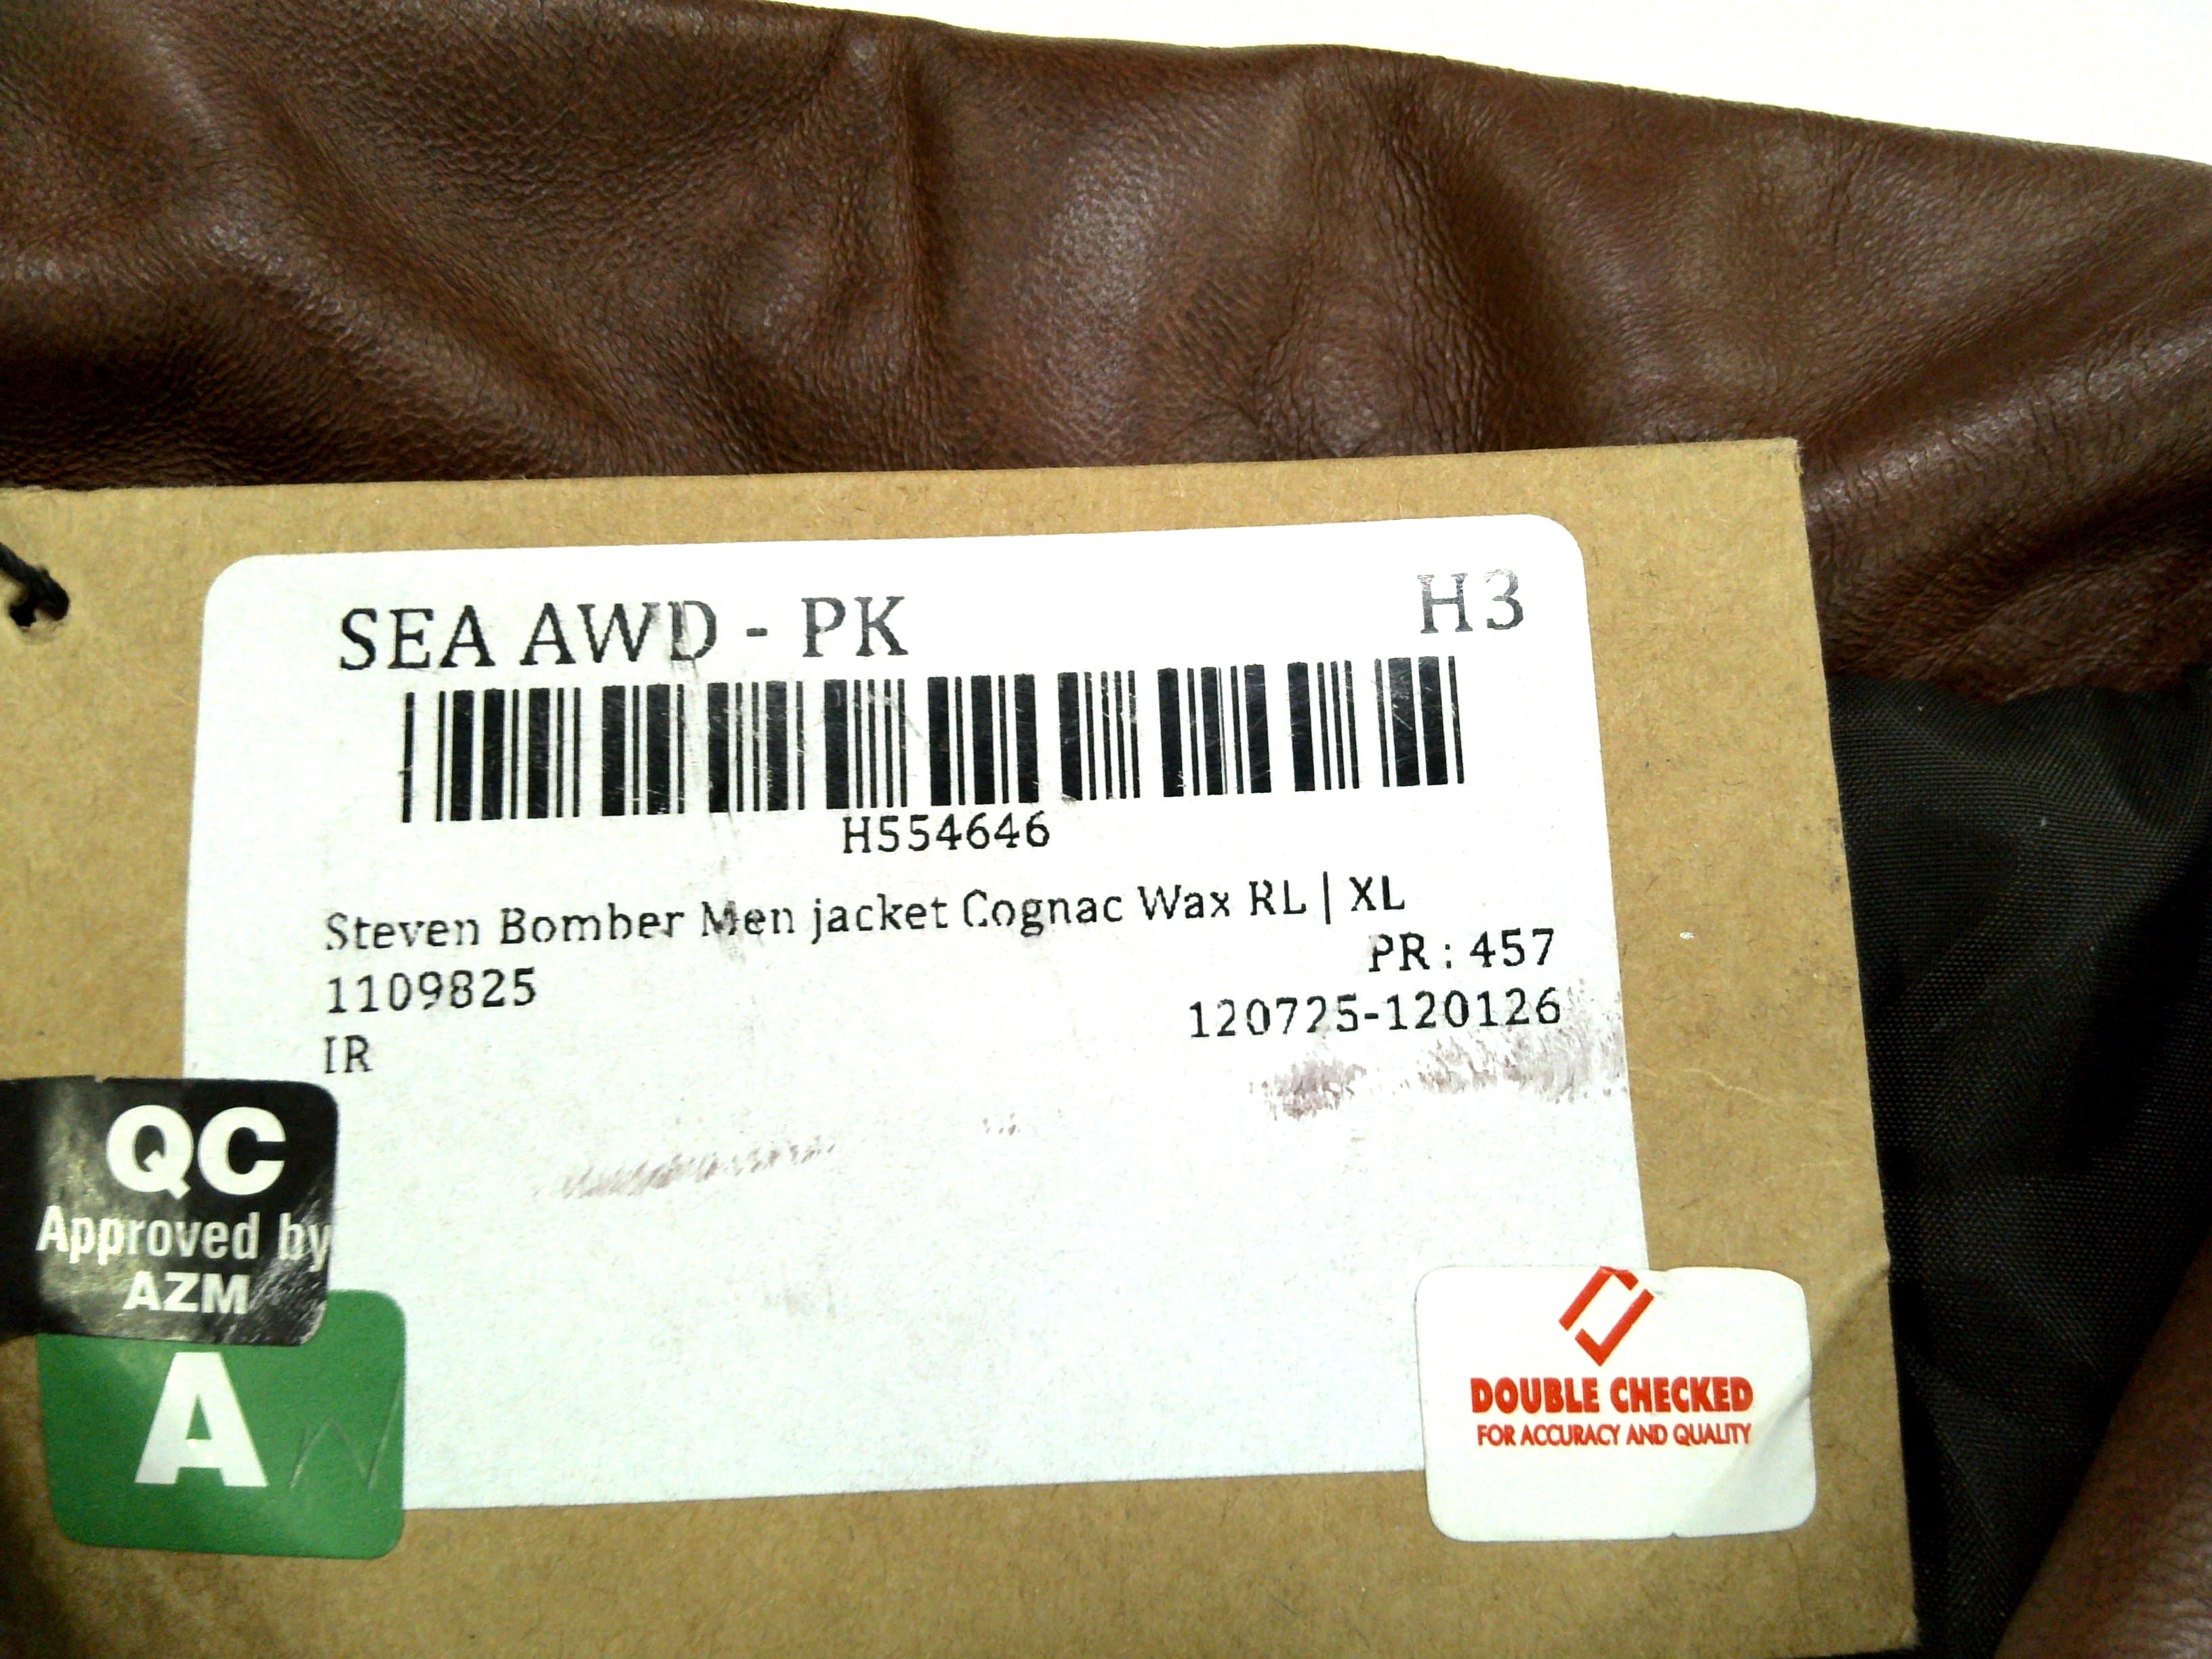 SEA AWD - PK
H3
H554646
Steven Bomber Men jacket Cognac Wax RL | XL
PR : 457
1109825
120725-120126
IR
QC
Approved by
AZM
A
DOUBLE CHECKED
FOR ACCURACY AND QUALITY